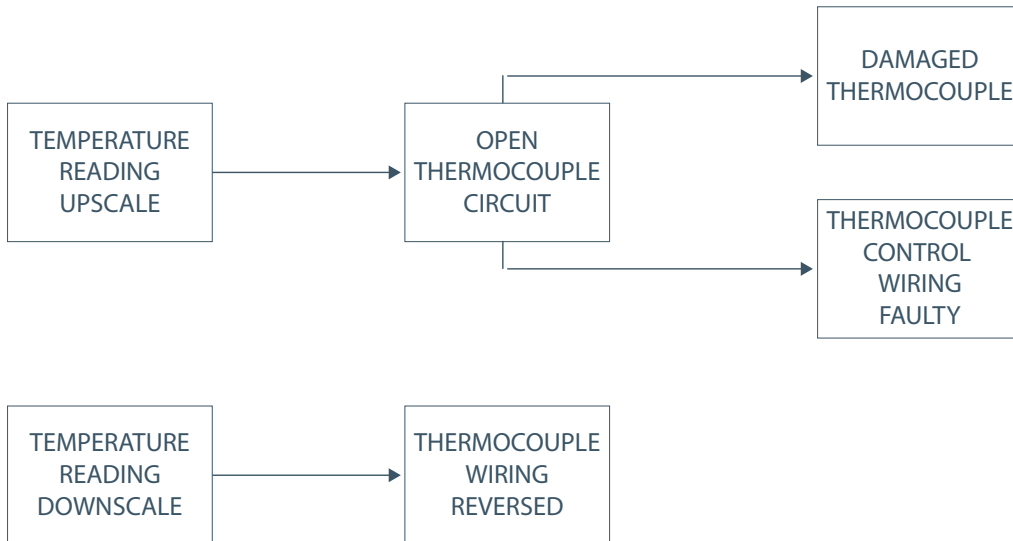 TEMPERATURE
READING
UPSCALE
OPEN
THERMOCOUPLE
CIRCUIT
DAMAGED
THERMOCOUPLE
THERMOCOUPLE
CONTROL
WIRING
FAULTY
TEMPERATURE
READING
DOWNSCALE
THERMOCOUPLE
WIRING
REVERSED